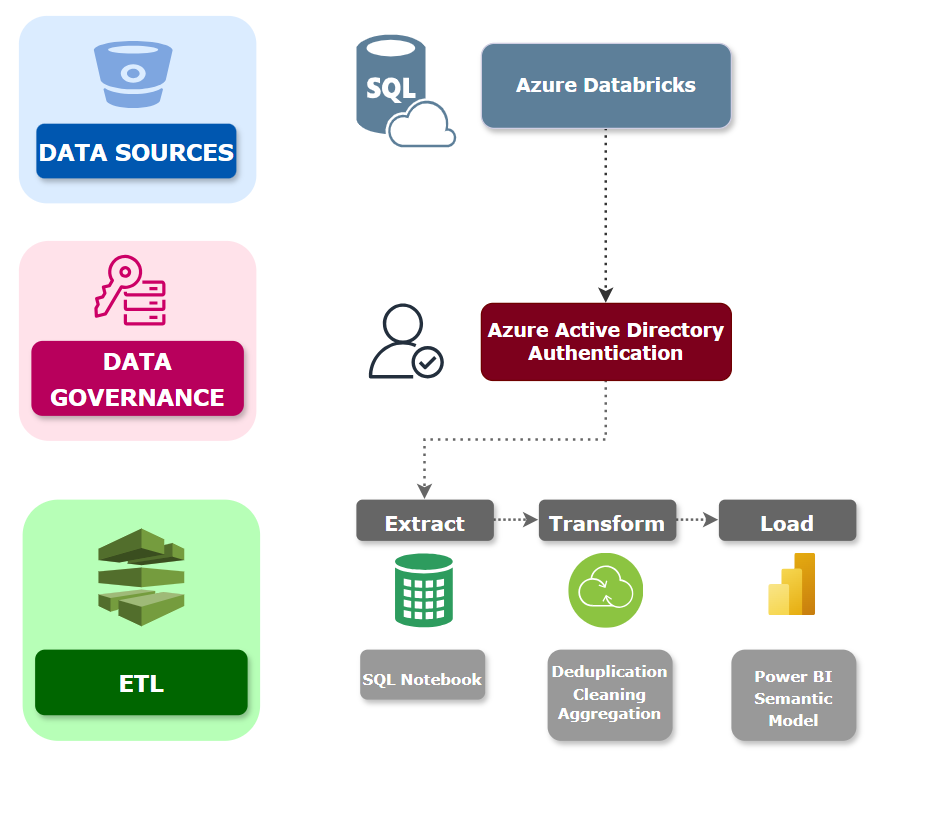 SQL
Azure Databricks
DATA SOURCES
Azure Active Directory
Authentication
DATA
GOVERNANCE
Extract
Transform
Load
SQL Notebook
Deduplication
Cleaning
Aggregation
Power BI
Semantic
Model
ETL